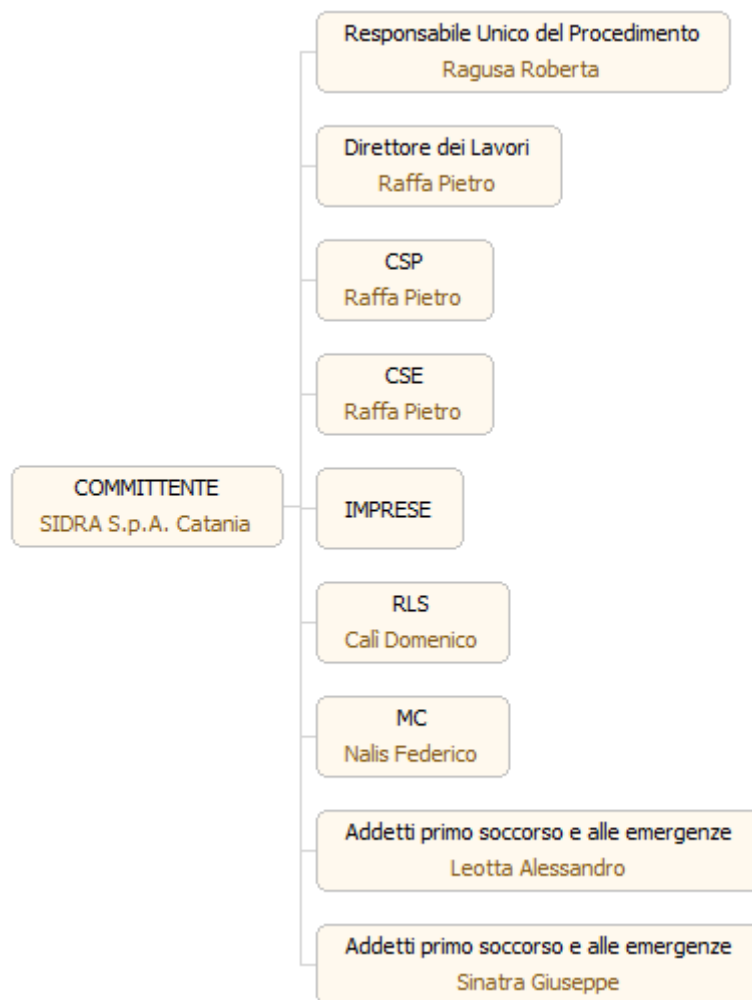 Responsabile Unico del Procedimento
Ragusa Roberta
Direttore dei Lavori
Raffa Pietro
CSP
Raffa Pietro
CSE
Raffa Pietro
COMMITTENTE
SIDRA S.p.A. Catania
IMPRESE
RLS
Calì Domenico
MC
Nalis Federico
Addetti primo soccorso e alle emergenze
Leotta Alessandro
Addetti primo soccorso e alle emergenze
Sinatra Giuseppe